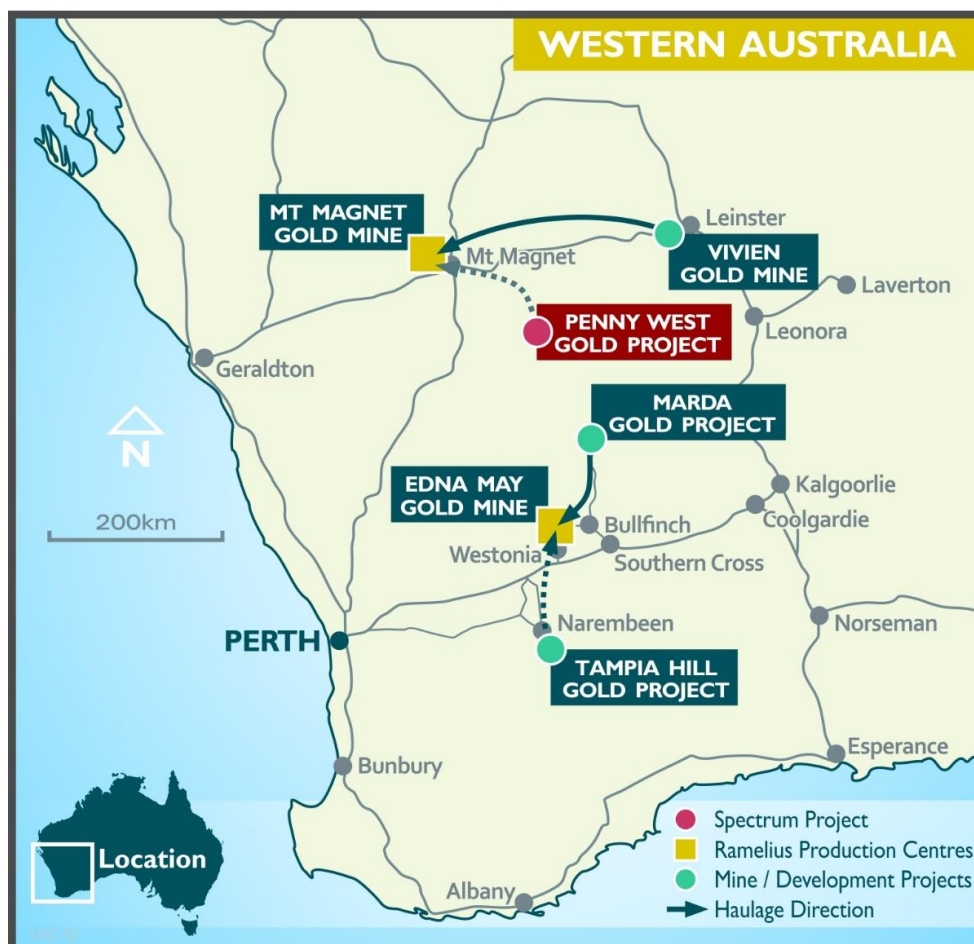 WESTERN AUSTRALIA
MT MAGNET
GOLD MINE
Leinster
Mt Magnet
VIVIEN
GOLD MINE
Laverton
PENNY WEST
GOLD PROJECT
Leonora
Geraldton
MARDA
GOLD PROJECT
N
EDNA MAY
GOLD MINE
Kalgoorlie
200km
Coolgardie
Bullfinch
Westonia
Southern Cross
PERTH
Narembeen
Norseman
TAMPIA HILL
GOLD PROJECT
Esperance
Bunbury
Location
Spectrum Project
Ramelius Production Centres
Mine / Development Projects
Albany
Haulage Direction